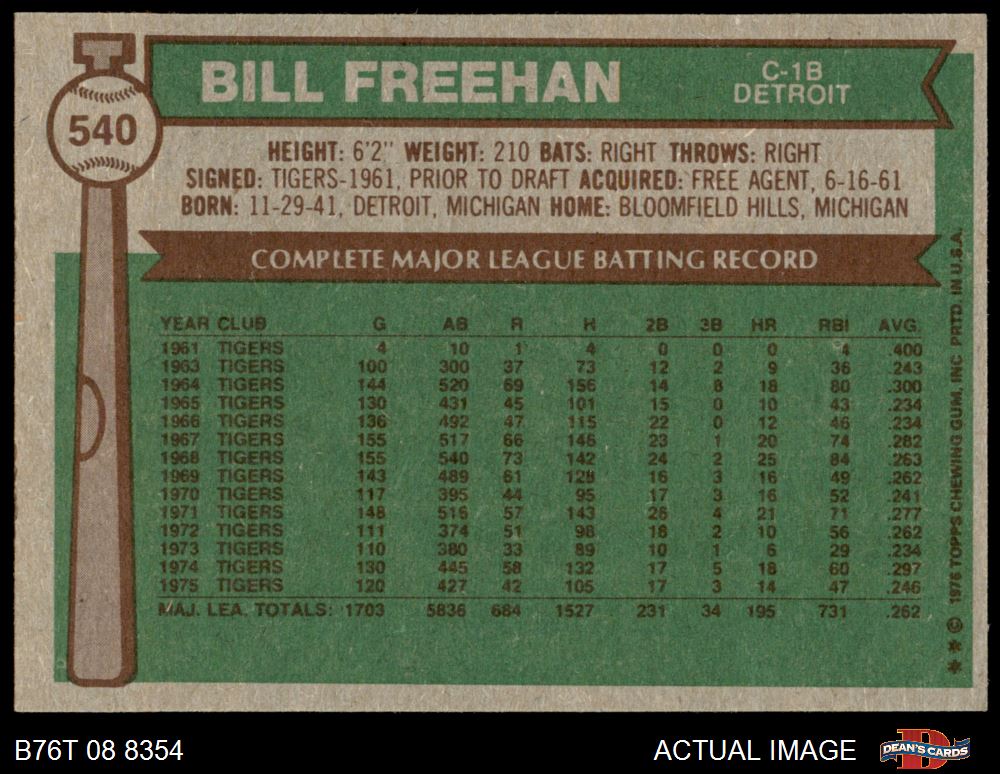 BILL FREEHAN
C-1B
DETROIT
540
HEIGHT: 6'2" WEIGHT: 210 BATS: RIGHT THROWS: RIGHT
SIGNED: TIGERS-1961, PRIOR TO DRAFT ACQUIRED: FREE AGENT, 6-16-61
BORN: 11-29-41, DETROIT, MICHIGAN HOME: BLOOMFIELD HILLS, MICHIGAN
COMPLETE MAJOR LEAGUE BATTING RECORD
YEAR CLUB G AB R H 2B 3B HR RBI AVG.
1961 TIGERS 4 10 1 4 0 0 0 4 .400
1963 TIGERS 100 300 37 73 12 2 9 36 .243
1964 TIGERS 144 520 69 156 14 8 18 80 .300
1965 TIGERS 130 431 45 101 15 0 10 43 .234
1966 TIGERS 136 492 47 115 22 0 12 46 .234
1967 TIGERS 155 517 66 146 23 1 20 74 .282
1968 TIGERS 155 540 73 142 24 2 25 84 .263
1969 TIGERS 143 489 61 128 16 3 16 49 .262
1970 TIGERS 117 395 44 95 17 3 16 52 .241
1971 TIGERS 148 516 57 143 26 4 21 71 .277
1972 TIGERS 111 374 51 98 18 2 10 56 .262
1973 TIGERS 110 380 33 89 10 1 6 29 .234
1974 TIGERS 130 445 58 132 17 5 18 60 .297
1975 TIGERS 120 427 42 105 17 3 14 47 .246
MAJ. LEA. TOTALS: 1703 5836 684 1527 231 34 195 731 .262
* * © 1976 TOPPS CHEWING GUM, INC. PRTD. IN U.S.A.
B76T 08 8354
ACTUAL IMAGE
DEAN'S CARDS